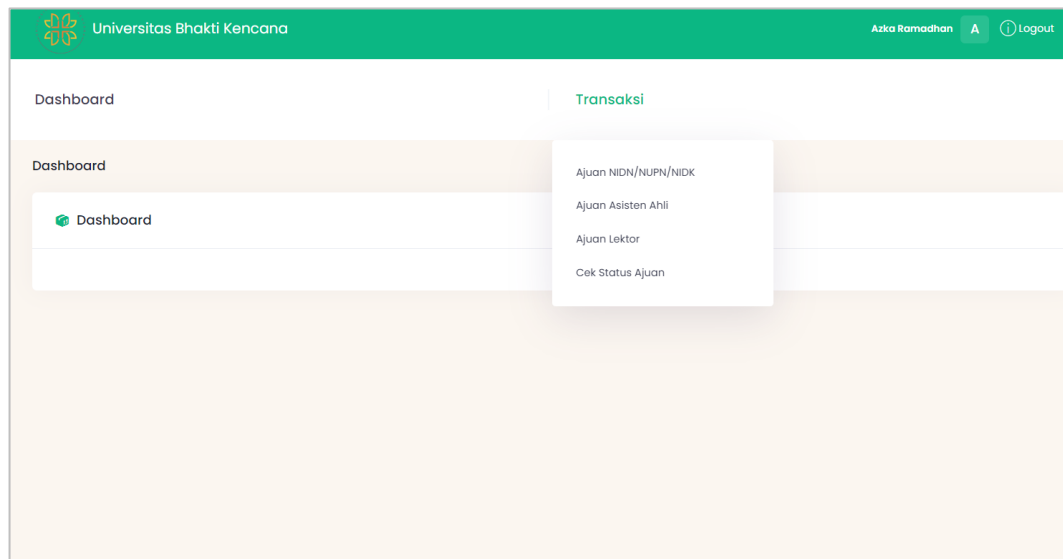 Universitas Bhakti Kencana
Azka Ramadhan A Logout
Dashboard Transaksi
Dashboard
Dashboard
Ajuan NIDN/NUPN/NIDK
Ajuan Asisten Ahli
Ajuan Lektor
Cek Status Ajuan